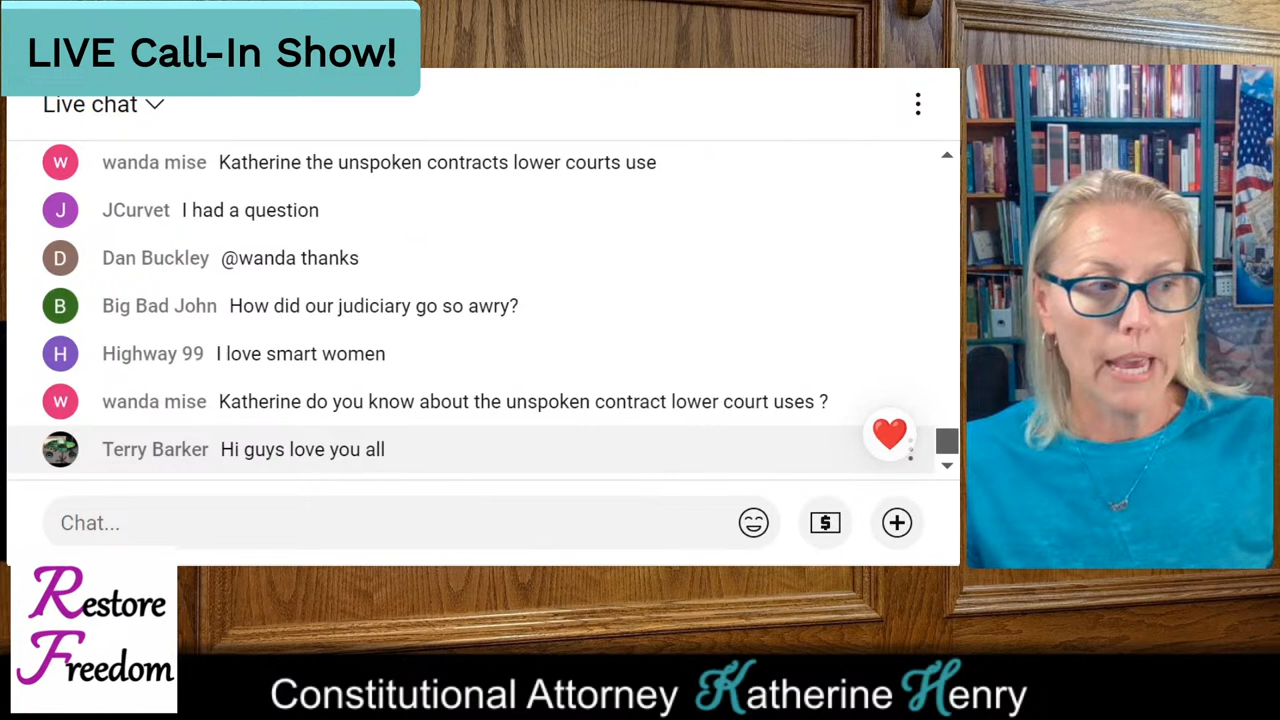 LIVE Call-In Show!
Live chat
W wanda mise Katherine the unspoken contracts lower courts use
J JCurvet I had a question
D Dan Buckley @wanda thanks
B Big Bad John How did our judiciary go so awry?
H Highway 99 I love smart women
W wanda mise Katherine do you know about the unspoken contract lower court uses ?
Terry Barker Hi guys love you all
Chat...
$
Restore
Freedom
Constitutional Attorney Katherine Henry